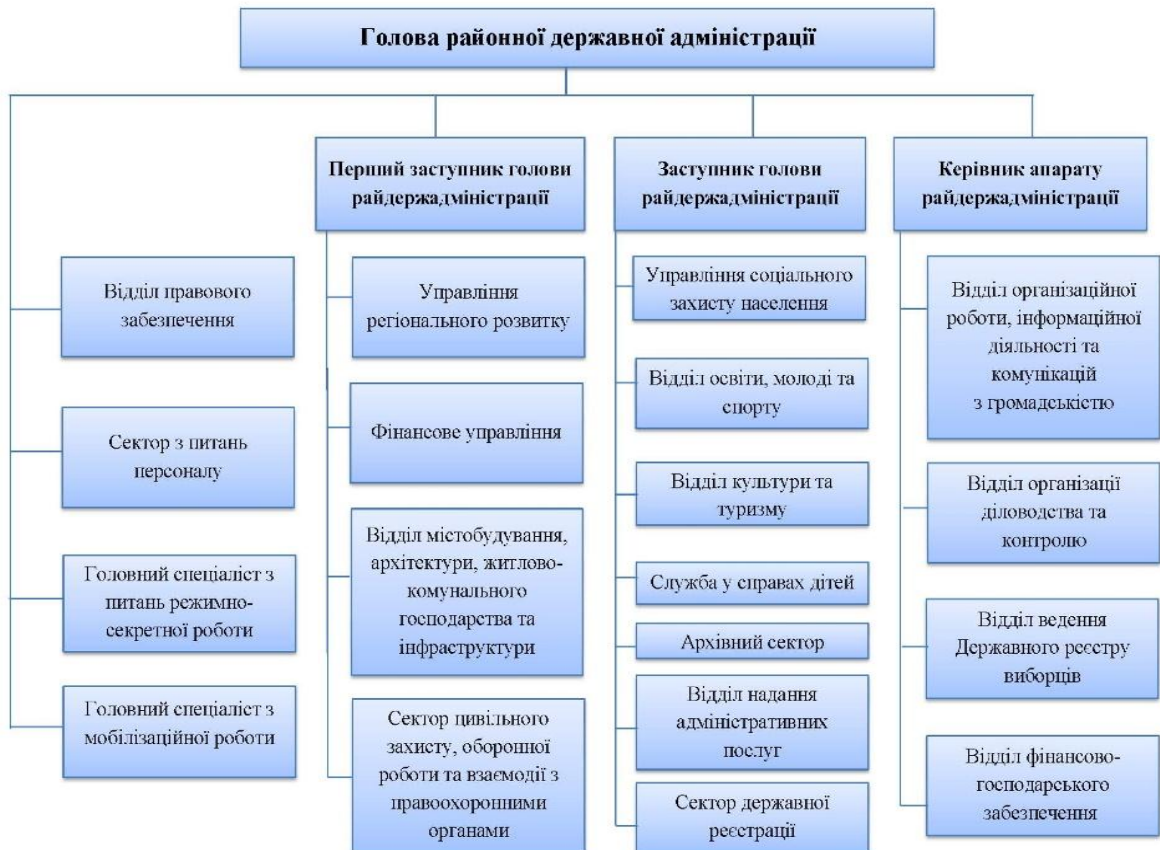 Голова районної державної адміністрації
Перший заступник голови
райдержадміністрації
Заступник голови
райдержадміністрації
Керівник апарату
райдержадміністрації
Відділ правового
забезпечення
Сектор з питань
персоналу
Головний спеціаліст з
питань режимно-
секретної роботи
Головний спеціаліст з
мобілізаційної роботи
Управління
регіонального розвитку
Фінансове управління
Відділ містобудування,
архітектури, житлово-
комунального
господарства та
інфраструктури
Сектор цивільного
захисту, оборонної
роботи та взаємодії з
правоохоронними
органами
Управління соціального
захисту населення
Відділ освіти, молоді та
спорту
Відділ культури та
туризму
Служба у справах дітей
Архівний сектор
Відділ надання
адміністративних
послуг
Сектор державної
реєстрації
Відділ організаційної
роботи, інформаційної
діяльності та
комунікацій
з громадськістю
Відділ організації
діловодства та
контролю
Відділ ведення
Державного реєстру
виборців
Відділ фінансово-
господарського
забезпечення